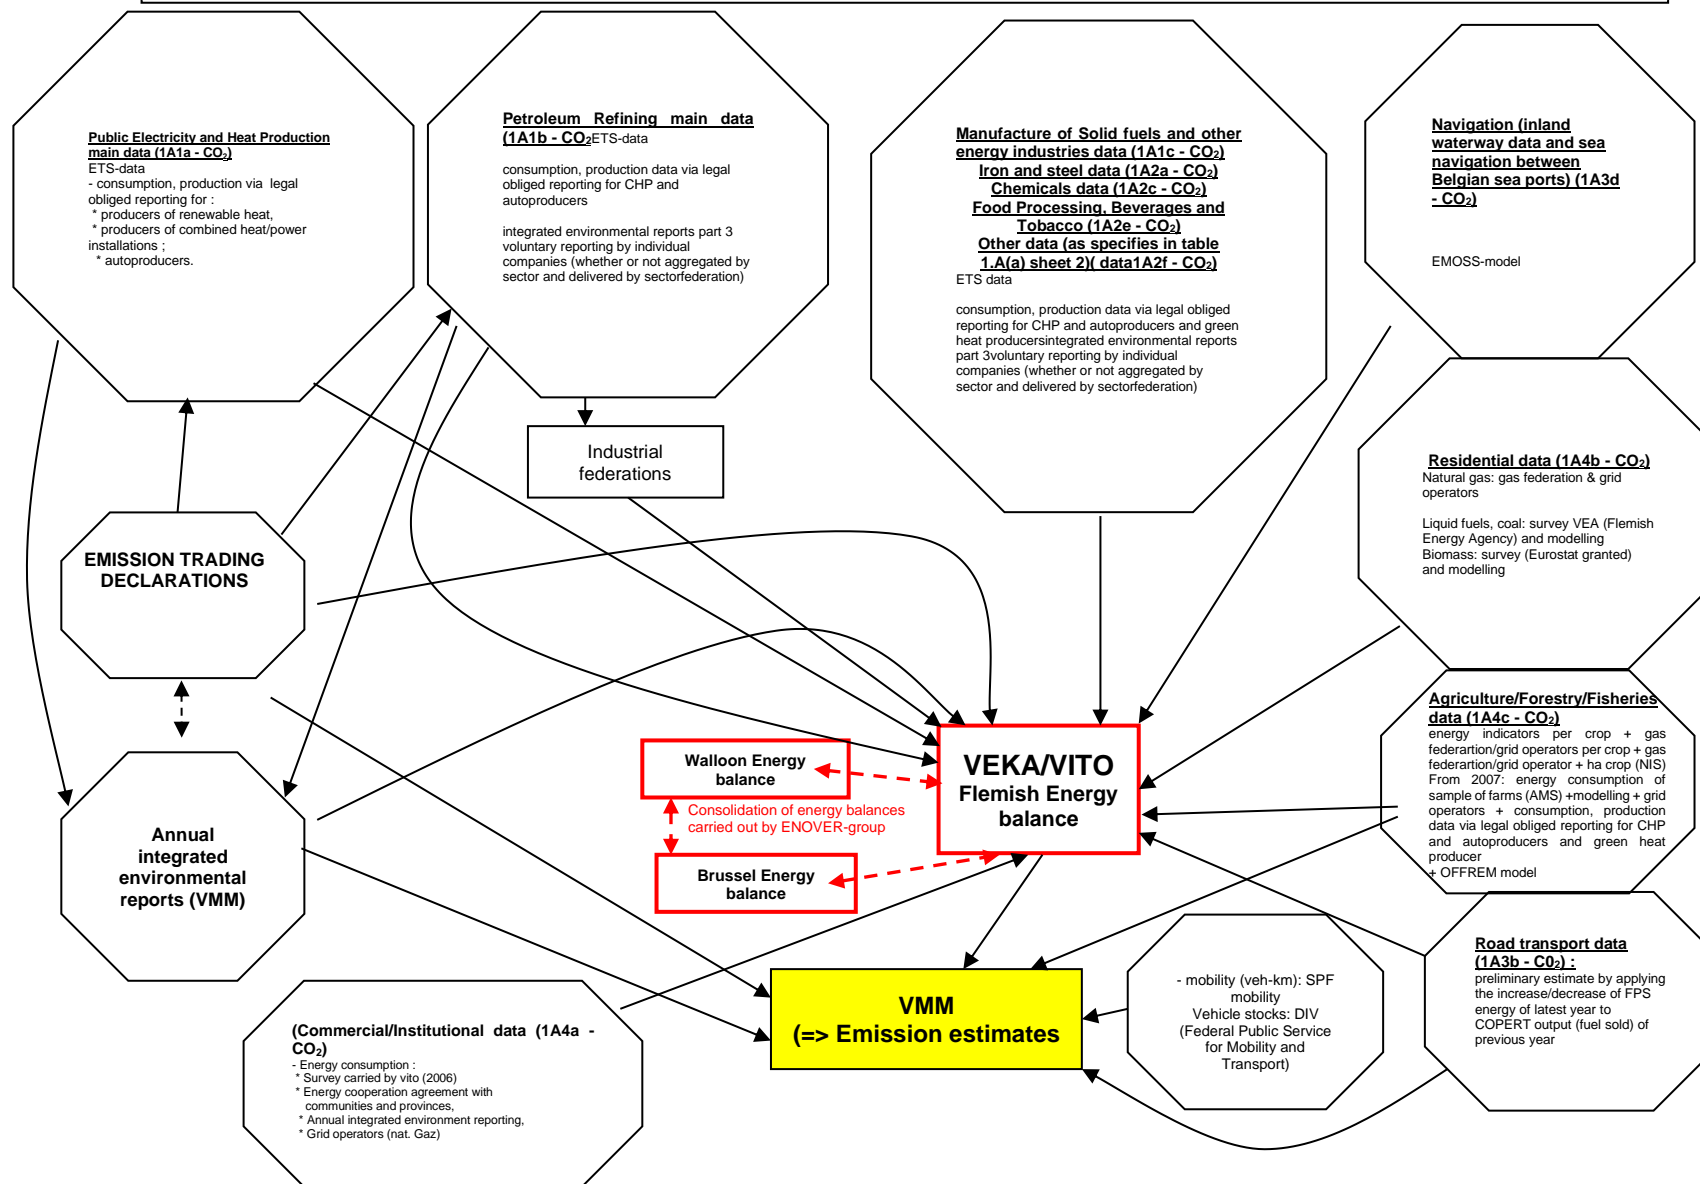 Public Electricity and Heat Production
main data (1A1a - CO₂)
ETS-data
- consumption, production via legal
obliged reporting for :
* producers of renewable heat,
* producers of combined heat/power
installations ;
* autoproducers.
Petroleum Refining main data
(1A1b - CO₂ETS-data
consumption, production data via legal
obliged reporting for CHP and
autoproducers
integrated environmental reports part 3
voluntary reporting by individual
companies (whether or not aggregated by
sector and delivered by sectorfederation)
Manufacture of Solid fuels and other
energy industries data (1A1c - CO₂)
Iron and steel data (1A2a - CO₂)
Chemicals data (1A2c - CO₂)
Food Processing, Beverages and
Tobacco (1A2e - CO₂)
Other data (as specifies in table
1.A(a) sheet 2)( data1A2f - CO₂)
ETS data
consumption, production data via legal obliged
reporting for CHP and autoproducers and green
heat producersintegrated environmental reports
part 3voluntary reporting by individual
companies (whether or not aggregated by
sector and delivered by sectorfederation)
Navigation (inland
waterway data and sea
navigation between
Belgian sea ports) (1A3d
- CO₂)
EMOSS-model
Industrial
federations
Residential data (1A4b - CO₂)
Natural gas: gas federation & grid
operators
Liquid fuels, coal: survey VEA (Flemish
Energy Agency) and modelling
Biomass: survey (Eurostat granted)
and modelling
EMISSION TRADING
DECLARATIONS
Agriculture/Forestry/Fisheries
data (1A4c - CO₂)
energy indicators per crop + gas
federartion/grid operators per crop + gas
federartion/grid operator + ha crop (NIS)
From 2007: energy consumption of
sample of farms (AMS) +modelling + grid
operators + consumption, production
data via legal obliged reporting for CHP
and autoproducers and green heat
producer
+ OFFREM model
Walloon Energy
balance
Consolidation of energy balances
carried out by ENOVER-group
Brussel Energy
balance
VEKA/VITO
Flemish Energy
balance
Annual
integrated
environmental
reports (VMM)
VMM
(=> Emission estimates
- mobility (veh-km): SPF
mobility
Vehicle stocks: DIV
(Federal Public Service
for Mobility and
Transport)
Road transport data
(1A3b - C0₂) :
preliminary estimate by applying
the increase/decrease of FPS
energy of latest year to
COPERT output (fuel sold) of
previous year
(Commercial/Institutional data (1A4a -
CO₂)
- Energy consumption :
* Survey carried by vito (2006)
* Energy cooperation agreement with
communities and provinces,
* Annual integrated environment reporting,
* Grid operators (nat. Gaz)